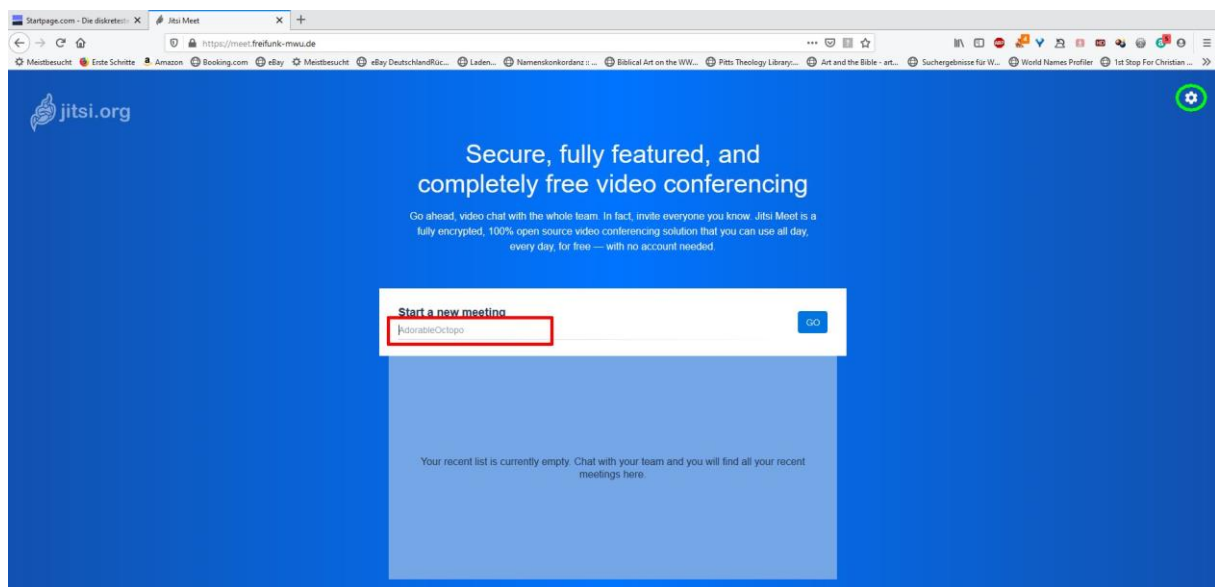 Startpage.com - Die diskreteste
Jitsi Meet
https://meet.freifunk-mwu.de
Meistbesucht Erste Schritte Amazon Booking.com eBay Meistbesucht eBay DeutschlandRüc... Laden... Namenskonkordanz :: ... Biblical Art on the WW... Pitts Theology Library:... Art and the Bible - art... Suchergebnisse für W... World Names Profiler 1st Stop For Christian ...
jitsi.org
Secure, fully featured, and
completely free video conferencing
Go ahead, video chat with the whole team. In fact, invite everyone you know. Jitsi Meet is a
fully encrypted, 100% open source video conferencing solution that you can use all day,
every day, for free — with no account needed.
Start a new meeting
AdorableOctopo
GO
Your recent list is currently empty. Chat with your team and you will find all your recent
meetings here.